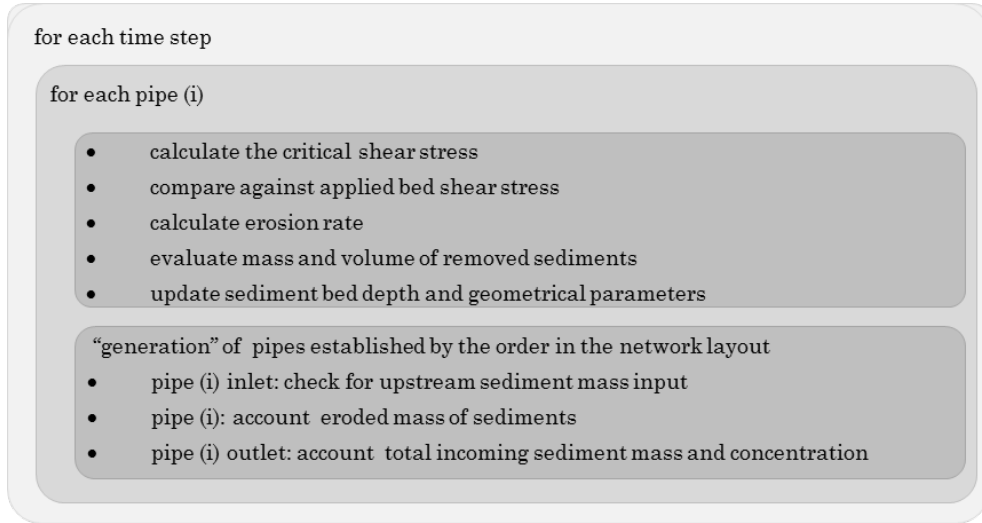 for each time step
for each pipe (i)
• calculate the critical shear stress
• compare against applied bed shear stress
• calculate erosion rate
• evaluate mass and volume of removed sediments
• update sediment bed depth and geometrical parameters
“generation” of pipes established by the order in the network layout
• pipe (i) inlet: check for upstream sediment mass input
• pipe (i): account eroded mass of sediments
• pipe (i) outlet: account total incoming sediment mass and concentration